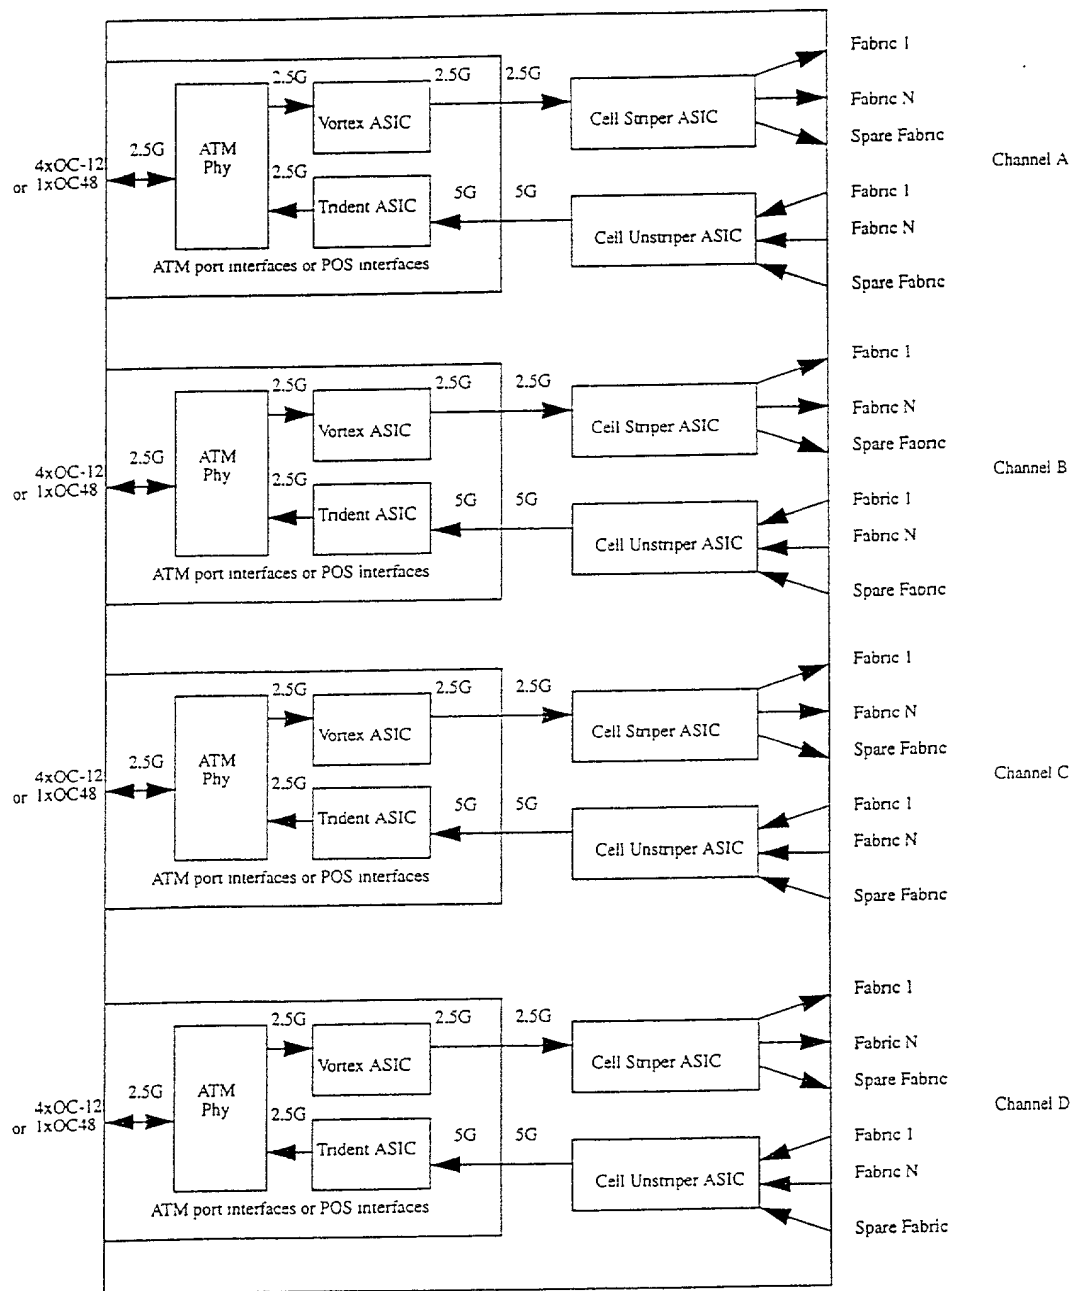 Fabric 1
2.5G 2.5G 2.5G
Vortex ASIC
Cell Striper ASIC
Fabric N
ATM
Phy
Spare Fabric
4xOC-12
or 1xOC48
2.5G
2.5G
Channel A
Trident ASIC
5G 5G
Fabric 1
Cell Unstriper ASIC
Fabric N
ATM port interfaces or POS interfaces
Spare Fabric
Fabric 1
2.5G 2.5G 2.5G
Vortex ASIC
Cell Striper ASIC
Fabric N
ATM
Phy
Spare Fabric
4xOC-12
or 1xOC48
2.5G
2.5G
Channel B
Trident ASIC
5G 5G
Fabric 1
Cell Unstriper ASIC
Fabric N
ATM port interfaces or POS interfaces
Spare Fabric
Fabric 1
2.5G 2.5G 2.5G
Vortex ASIC
Cell Striper ASIC
Fabric N
ATM
Phy
Spare Fabric
4xOC-12
or 1xOC48
2.5G
2.5G
Channel C
Trident ASIC
5G 5G
Fabric 1
Cell Unstriper ASIC
Fabric N
ATM port interfaces or POS interfaces
Spare Fabric
Fabric 1
2.5G 2.5G 2.5G
Vortex ASIC
Cell Striper ASIC
Fabric N
ATM
Phy
Spare Fabric
4xOC-12
or 1xOC48
2.5G
2.5G
Channel D
Trident ASIC
5G 5G
Fabric 1
Cell Unstriper ASIC
Fabric N
ATM port interfaces or POS interfaces
Spare Fabric